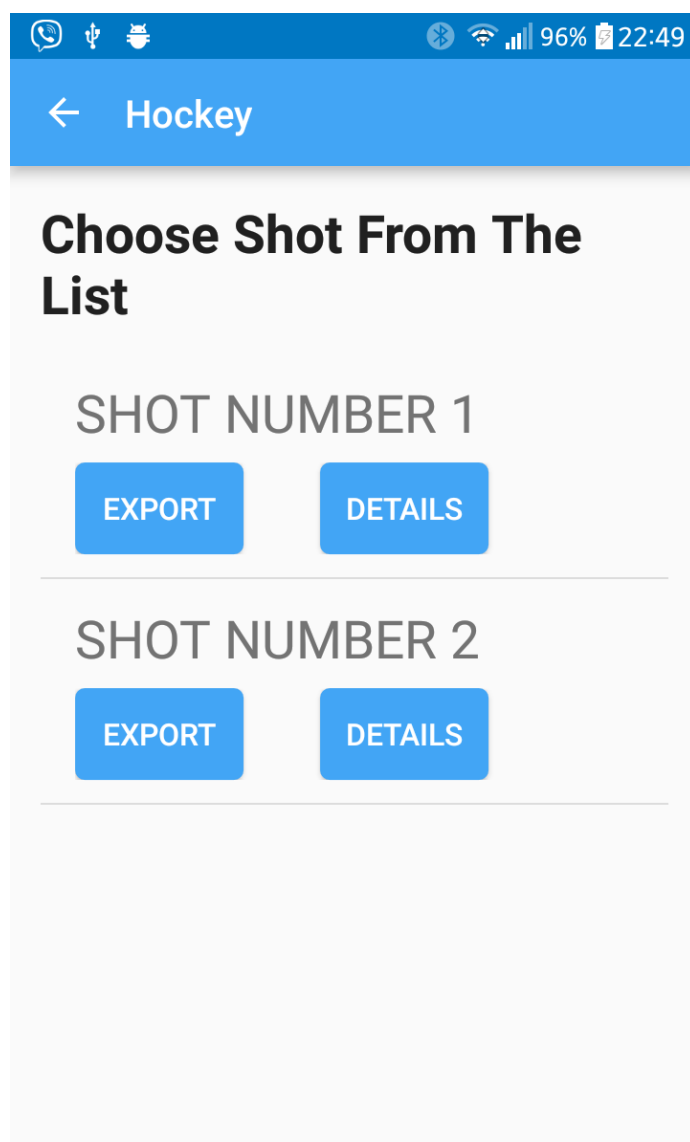 96% 22:49
Hockey
Choose Shot From The
List
SHOT NUMBER 1
EXPORT DETAILS
SHOT NUMBER 2
EXPORT DETAILS